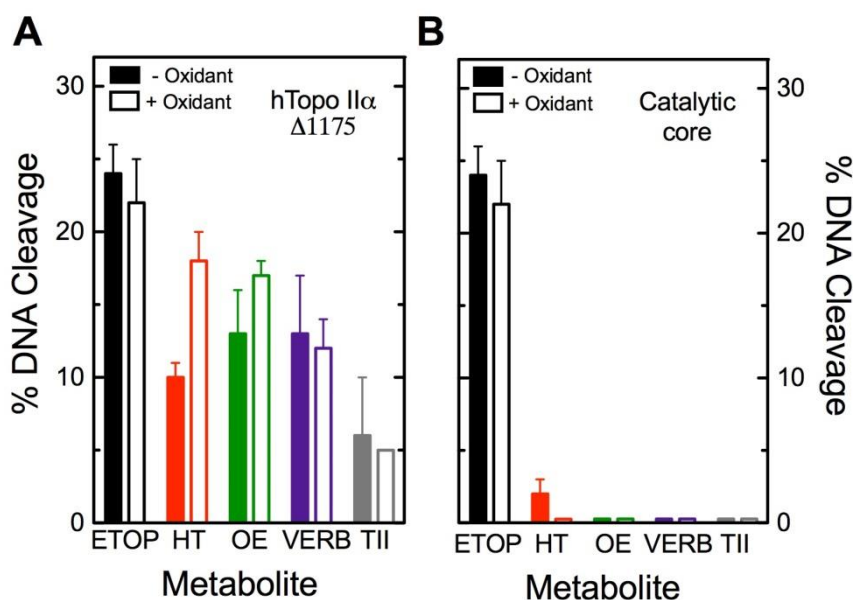 A
B
30
20
10
0
% DNA Cleavage
- Oxidant
+ Oxidant
hTopo IIα
Δ1175
ETOP HT OE VERB TII
Metabolite
- Oxidant
+ Oxidant
Catalytic
core
30
20
10
0
% DNA Cleavage
ETOP HT OE VERB TII
Metabolite